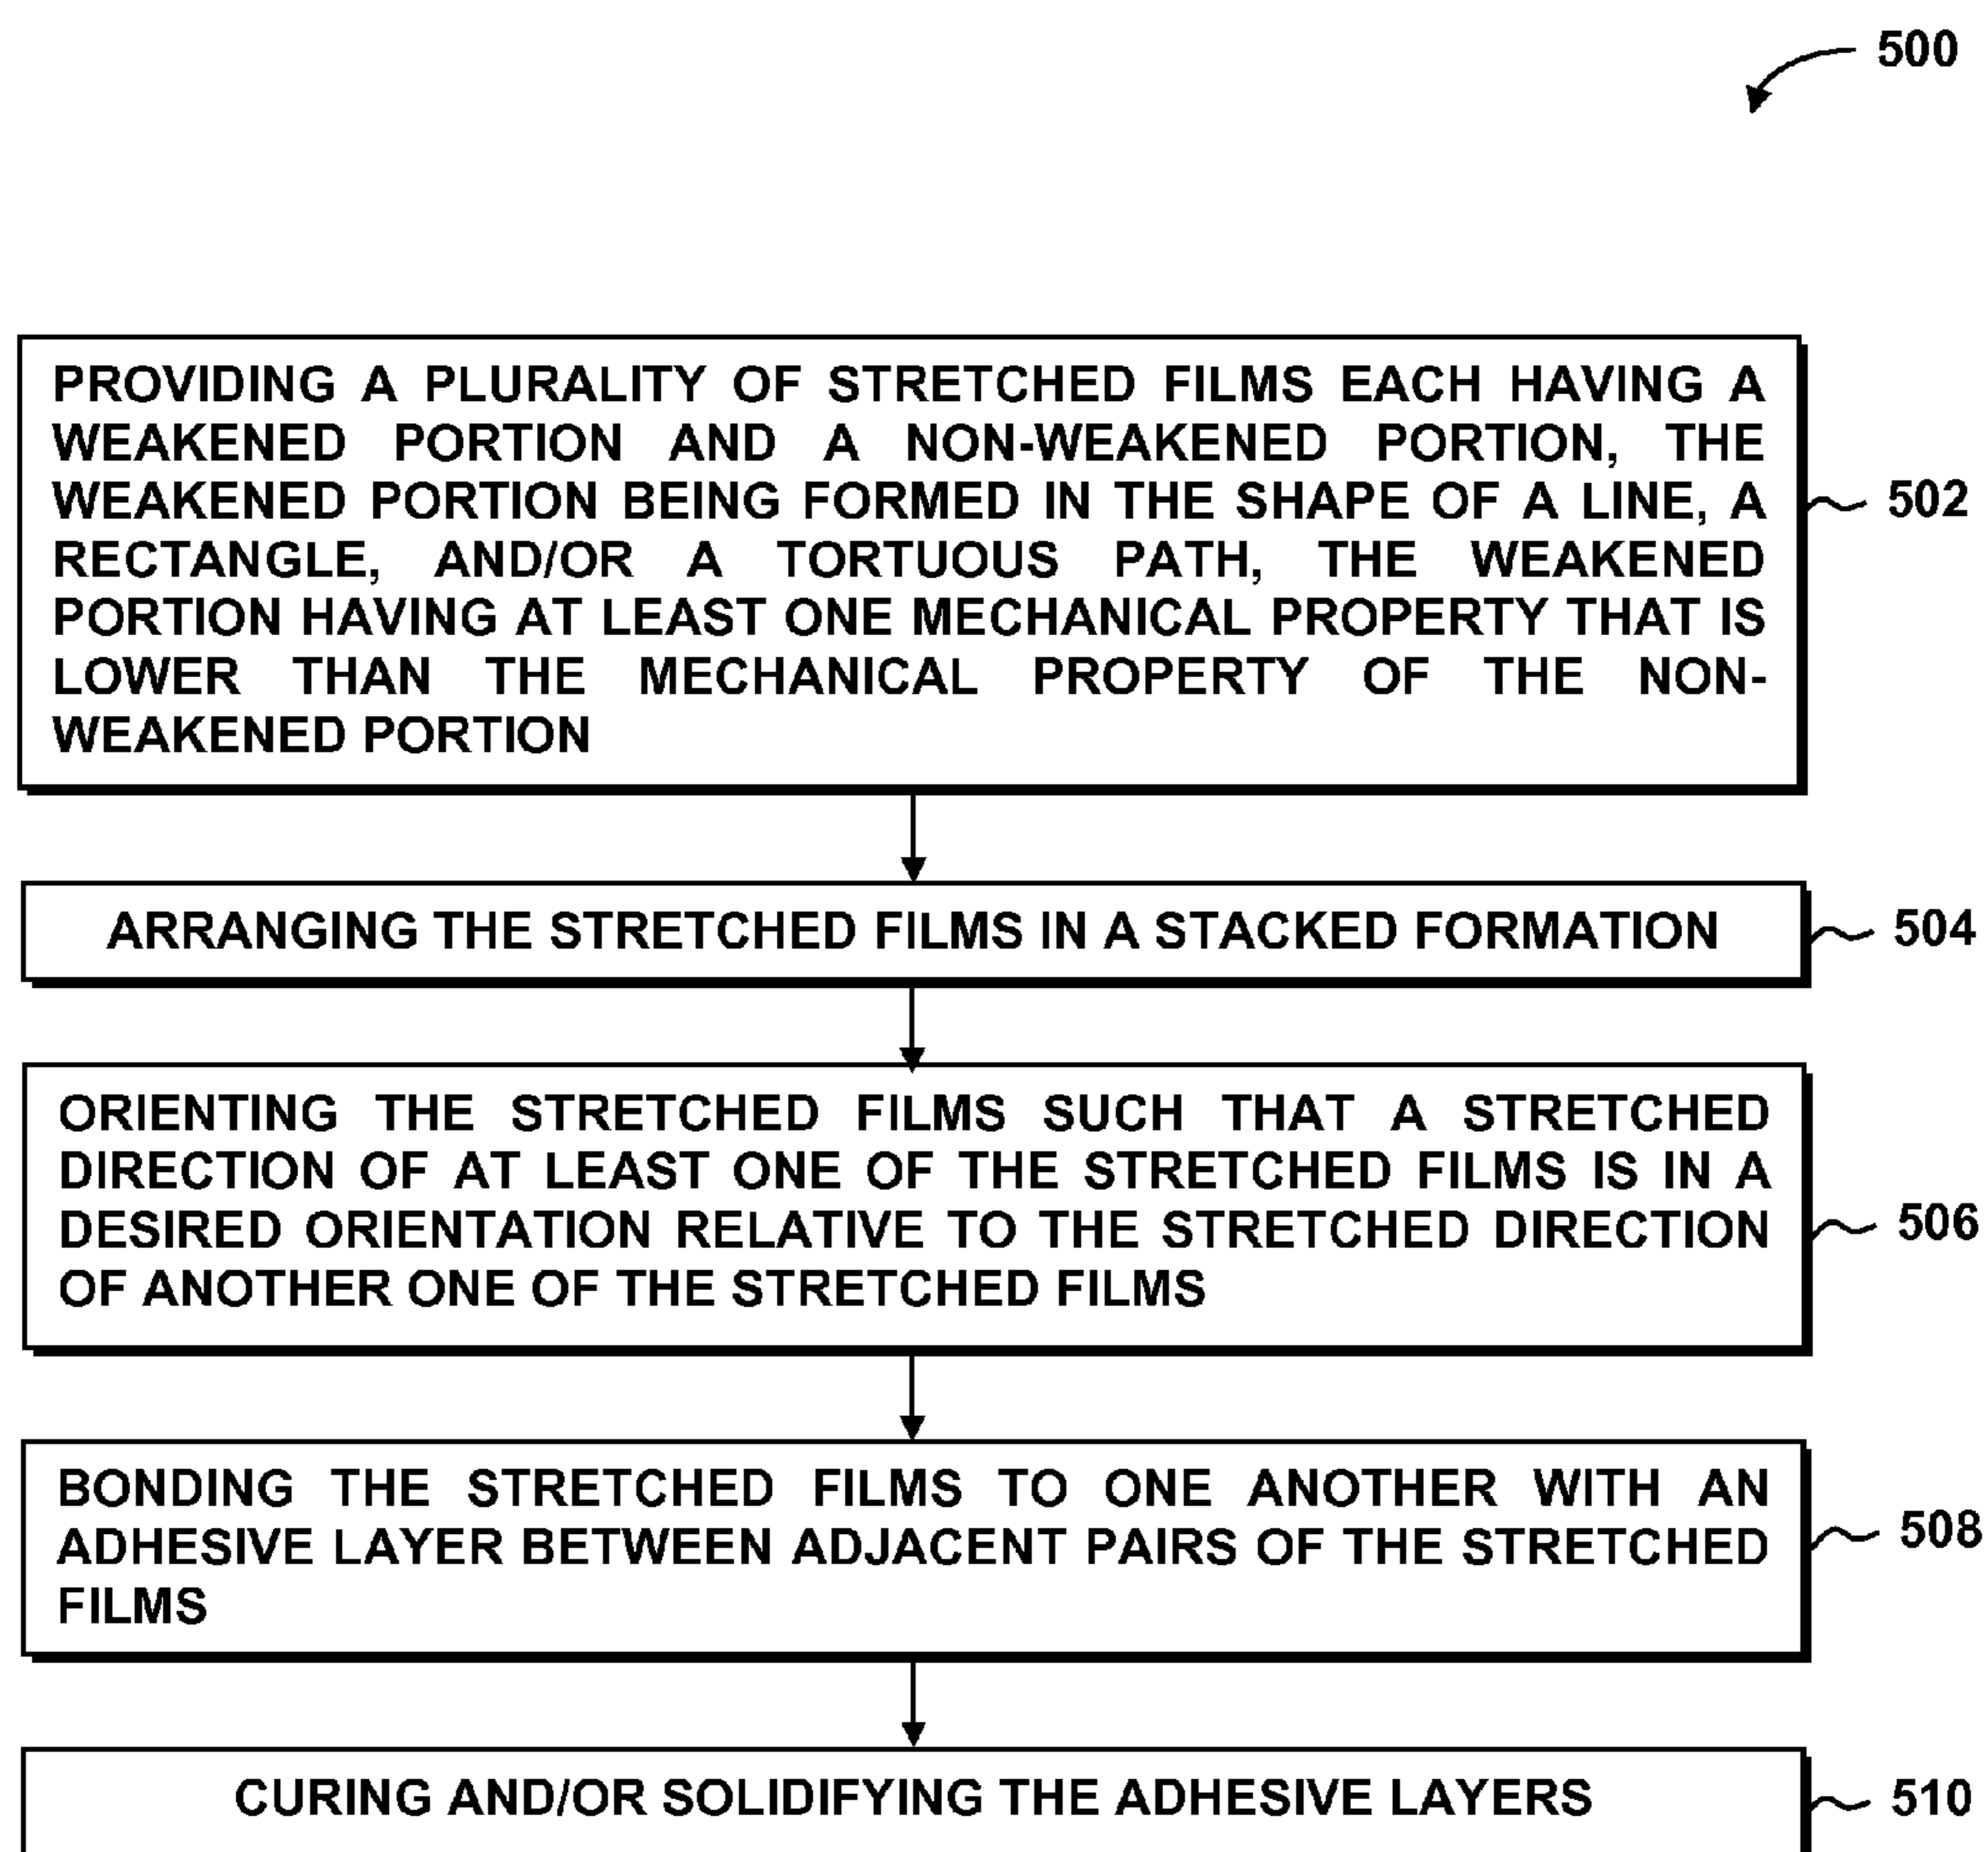 500
PROVIDING A PLURALITY OF STRETCHED FILMS EACH HAVING A
WEAKENED PORTION AND A NON-WEAKENED PORTION, THE
WEAKENED PORTION BEING FORMED IN THE SHAPE OF A LINE, A
RECTANGLE, AND/OR A TORTUOUS PATH, THE WEAKENED
PORTION HAVING AT LEAST ONE MECHANICAL PROPERTY THAT IS
LOWER THAN THE MECHANICAL PROPERTY OF THE NON-
WEAKENED PORTION
502
ARRANGING THE STRETCHED FILMS IN A STACKED FORMATION
504
ORIENTING THE STRETCHED FILMS SUCH THAT A STRETCHED
DIRECTION OF AT LEAST ONE OF THE STRETCHED FILMS IS IN A
DESIRED ORIENTATION RELATIVE TO THE STRETCHED DIRECTION
OF ANOTHER ONE OF THE STRETCHED FILMS
506
BONDING THE STRETCHED FILMS TO ONE ANOTHER WITH AN
ADHESIVE LAYER BETWEEN ADJACENT PAIRS OF THE STRETCHED
FILMS
508
CURING AND/OR SOLIDIFYING THE ADHESIVE LAYERS
510